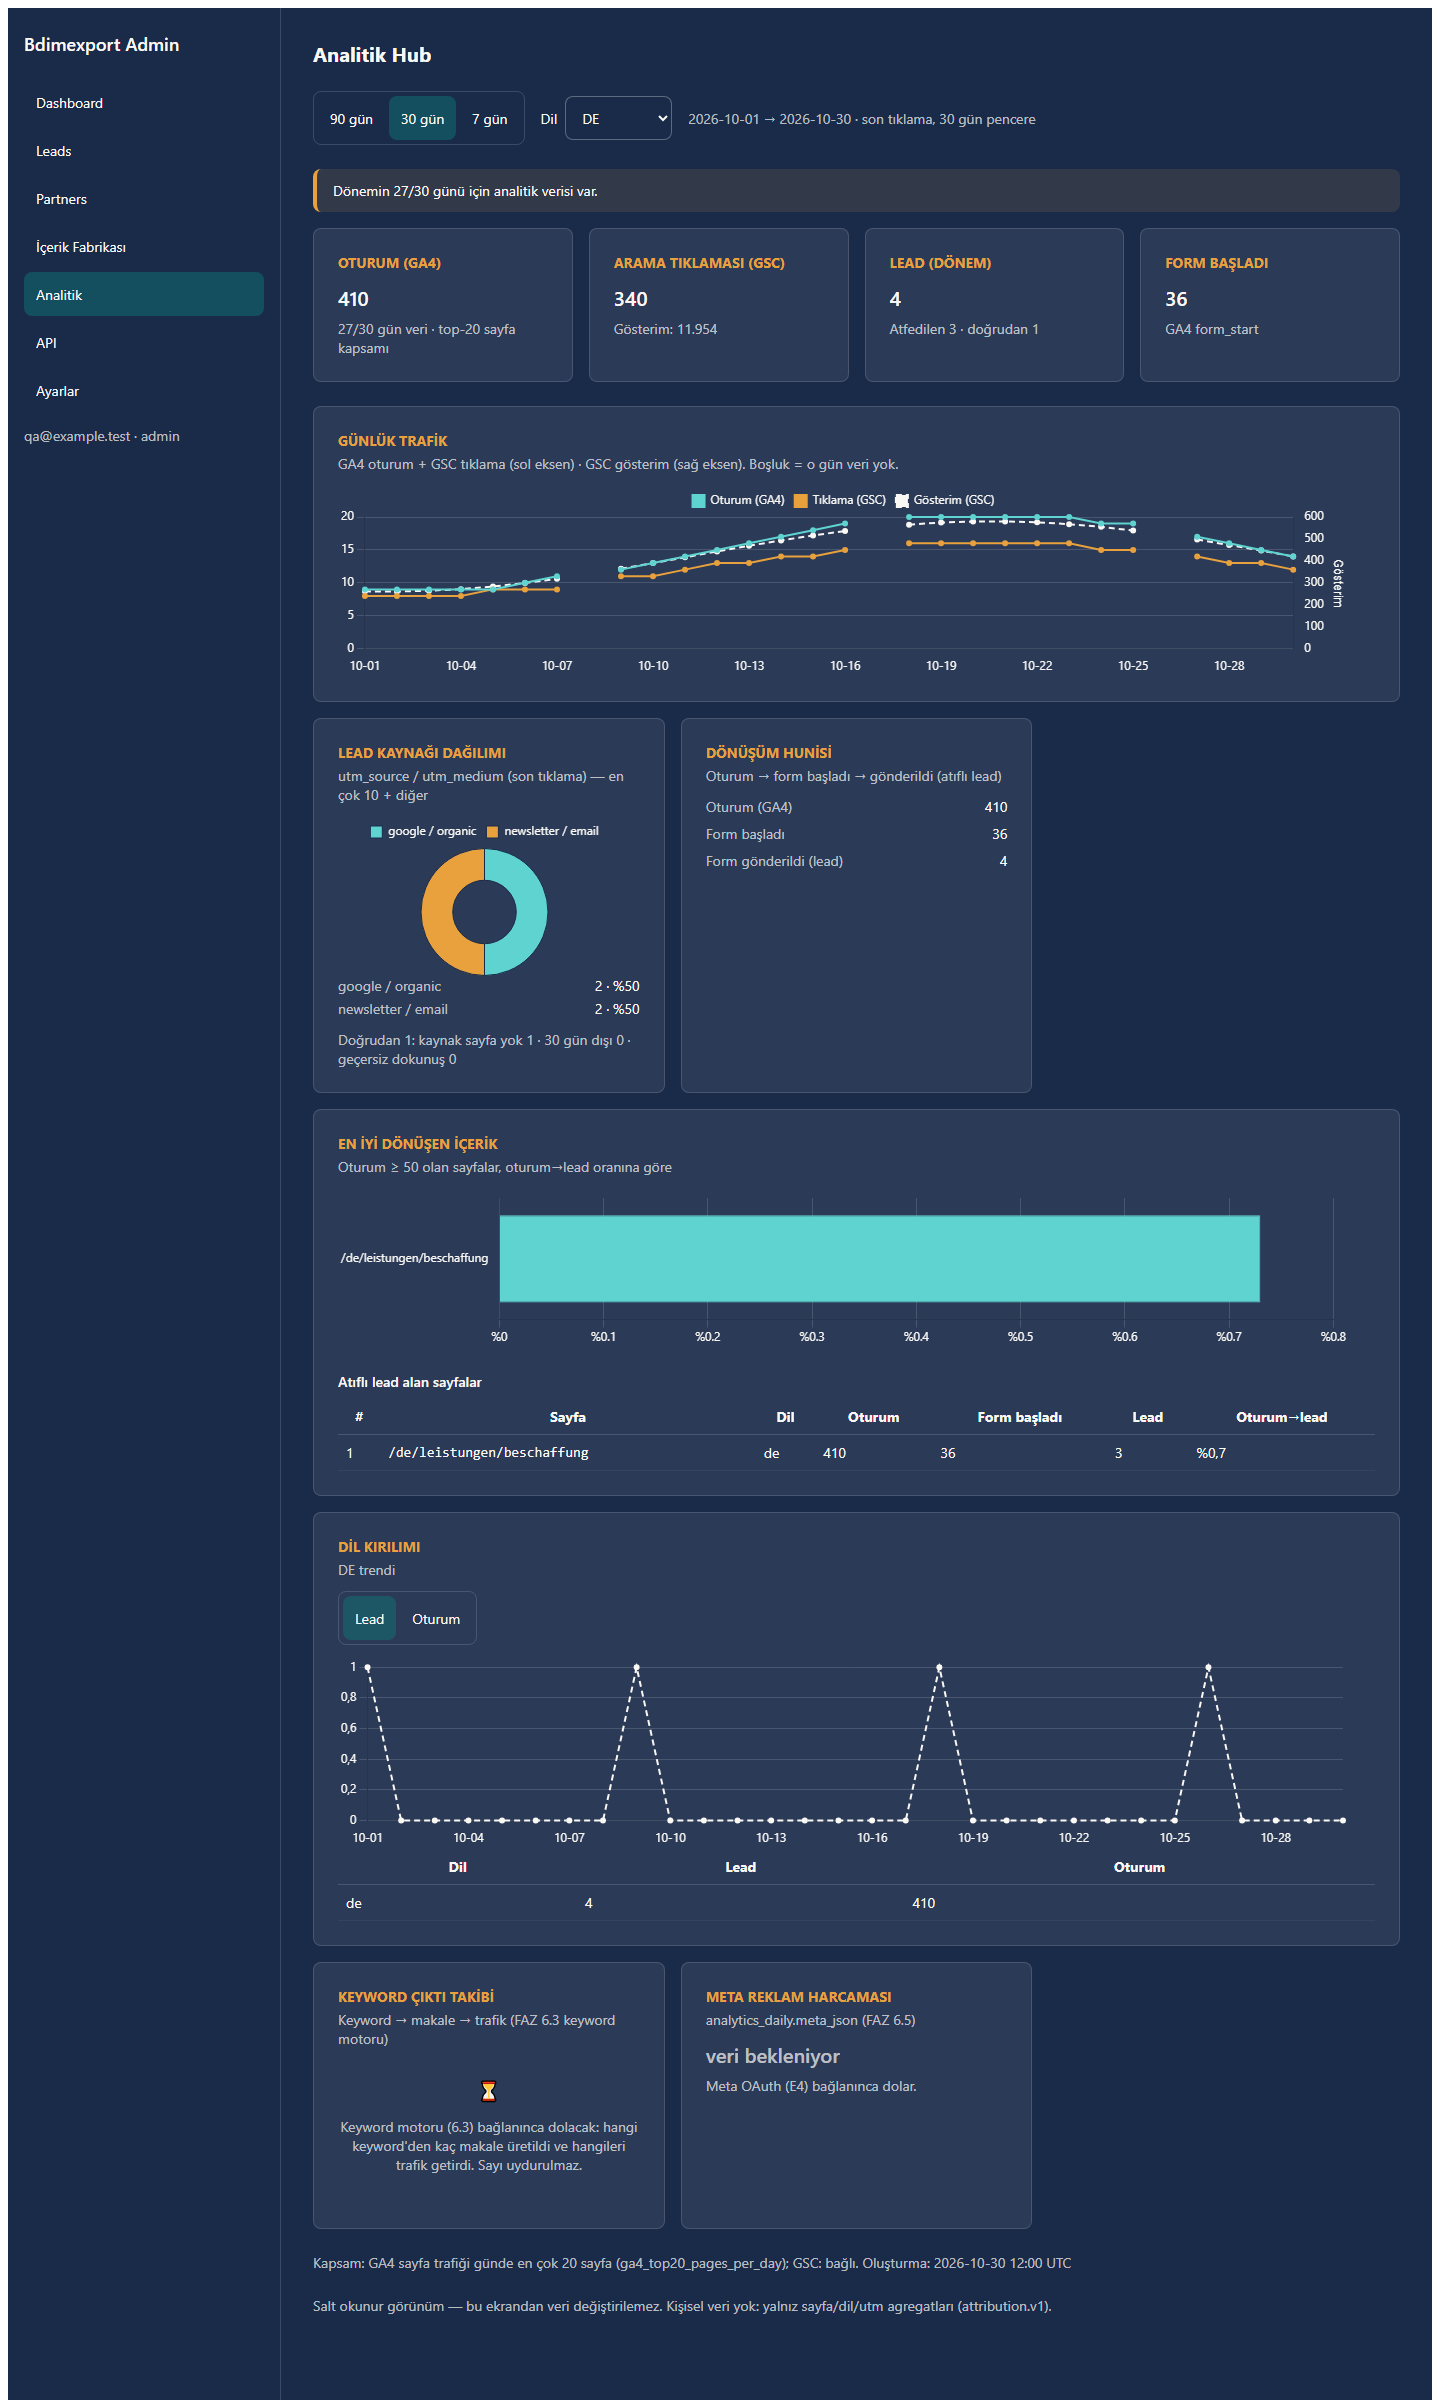 Bdimexport Admin
Dashboard
Leads
Partners
İçerik Fabrikası
Analitik
API
Ayarlar
qa@example.test · admin
Analitik Hub
90 gün 30 gün 7 gün Dil DE 2026-10-01 → 2026-10-30 · son tıklama, 30 gün pencere
Dönemin 27/30 günü için analitik verisi var.
OTURUM (GA4)
410
27/30 gün veri · top-20 sayfa
kapsamı
ARAMA TIKLAMASI (GSC)
340
Gösterim: 11.954
LEAD (DÖNEM)
4
Atfedilen 3 · doğrudan 1
FORM BAŞLADI
36
GA4 form_start
GÜNLÜK TRAFİK
GA4 oturum + GSC tıklama (sol eksen) · GSC gösterim (sağ eksen). Boşluk = o gün veri yok.
Oturum (GA4) Tıklama (GSC) Gösterim (GSC)
20
15
10
5
0
600
500
400
300
200
100
0
Gösterim
10-01 10-04 10-07 10-10 10-13 10-16 10-19 10-22 10-25 10-28
LEAD KAYNAĞI DAĞILIMI
utm_source / utm_medium (son tıklama) — en
çok 10 + diğer
google / organic newsletter / email
google / organic 2 · %50
newsletter / email 2 · %50
Doğrudan 1: kaynak sayfa yok 1 · 30 gün dışı 0 ·
geçersiz dokunuş 0
DÖNÜŞÜM HUNİSİ
Oturum → form başladı → gönderildi (atıflı lead)
Oturum (GA4) 410
Form başladı 36
Form gönderildi (lead) 4
EN İYİ DÖNÜŞEN İÇERİK
Oturum ≥ 50 olan sayfalar, oturum→lead oranına göre
/de/leistungen/beschaffung
%0 %0.1 %0.2 %0.3 %0.4 %0.5 %0.6 %0.7 %0.8
Atıflı lead alan sayfalar
# Sayfa Dil Oturum Form başladı Lead Oturum→lead
1 /de/leistungen/beschaffung de 410 36 3 %0,7
DİL KIRILIMI
DE trendi
Lead Oturum
1
0,8
0,6
0,4
0,2
0
10-01 10-04 10-07 10-10 10-13 10-16 10-19 10-22 10-25 10-28
Dil Lead Oturum
de 4 410
KEYWORD ÇIKTI TAKİBİ
Keyword → makale → trafik (FAZ 6.3 keyword
motoru)
Keyword motoru (6.3) bağlanınca dolacak: hangi
keyword'den kaç makale üretildi ve hangileri
trafik getirdi. Sayı uydurulmaz.
META REKLAM HARCAMASI
analytics_daily.meta_json (FAZ 6.5)
veri bekleniyor
Meta OAuth (E4) bağlanınca dolar.
Kapsam: GA4 sayfa trafiği günde en çok 20 sayfa (ga4_top20_pages_per_day); GSC: bağlı. Oluşturma: 2026-10-30 12:00 UTC
Salt okunur görünüm — bu ekrandan veri değiştirilemez. Kişisel veri yok: yalnız sayfa/dil/utm agregatları (attribution.v1).